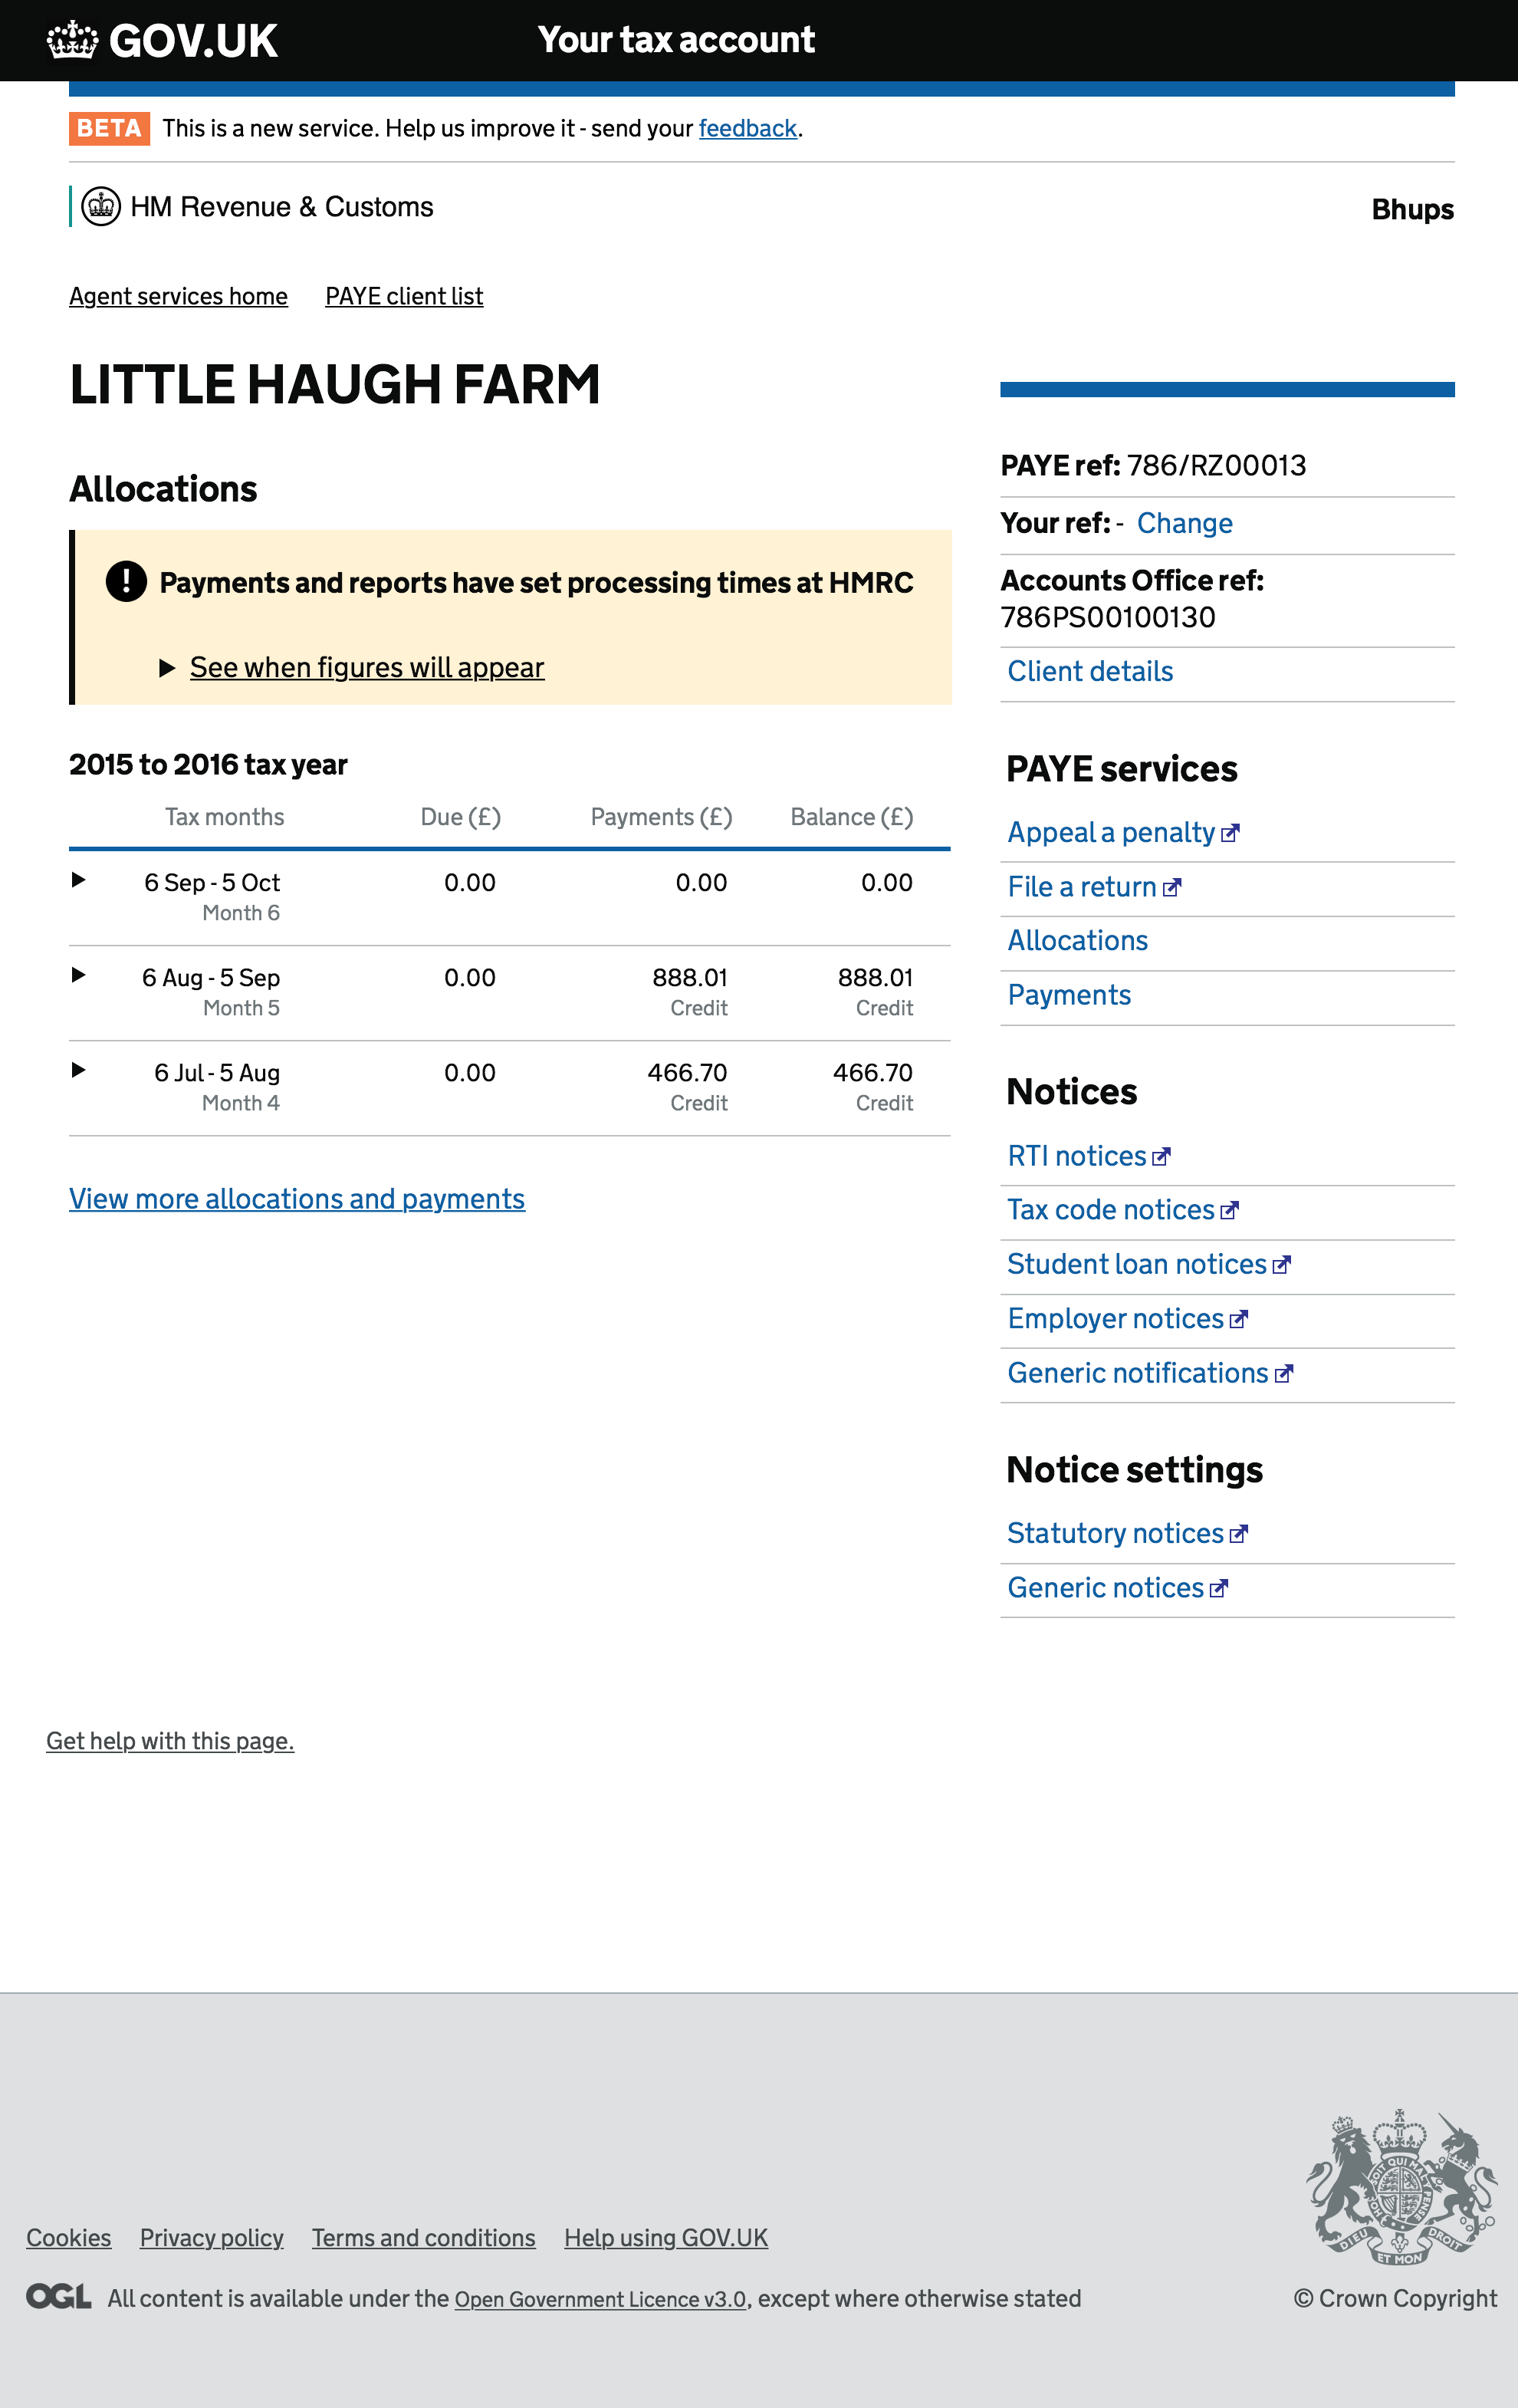 GOV.UK
Your tax account
BETA This is a new service. Help us improve it - send your feedback.
HM Revenue & Customs
Bhups
Agent services home PAYE client list
LITTLE HAUGH FARM
Allocations
! Payments and reports have set processing times at HMRC
See when figures will appear
2015 to 2016 tax year
Tax months Due (£) Payments (£) Balance (£)
6 Sep - 5 Oct 0.00 0.00 0.00
Month 6
6 Aug - 5 Sep 0.00 888.01 888.01
Month 5 Credit Credit
6 Jul - 5 Aug 0.00 466.70 466.70
Month 4 Credit Credit
View more allocations and payments
PAYE ref: 786/RZ00013
Your ref: - Change
Accounts Office ref:
786PS00100130
Client details
PAYE services
Appeal a penalty
File a return
Allocations
Payments
Notices
RTI notices
Tax code notices
Student loan notices
Employer notices
Generic notifications
Notice settings
Statutory notices
Generic notices
Get help with this page.
DIEU ET MON DROIT
Cookies Privacy policy Terms and conditions Help using GOV.UK
OGL All content is available under the Open Government Licence v3.0, except where otherwise stated
© Crown Copyright